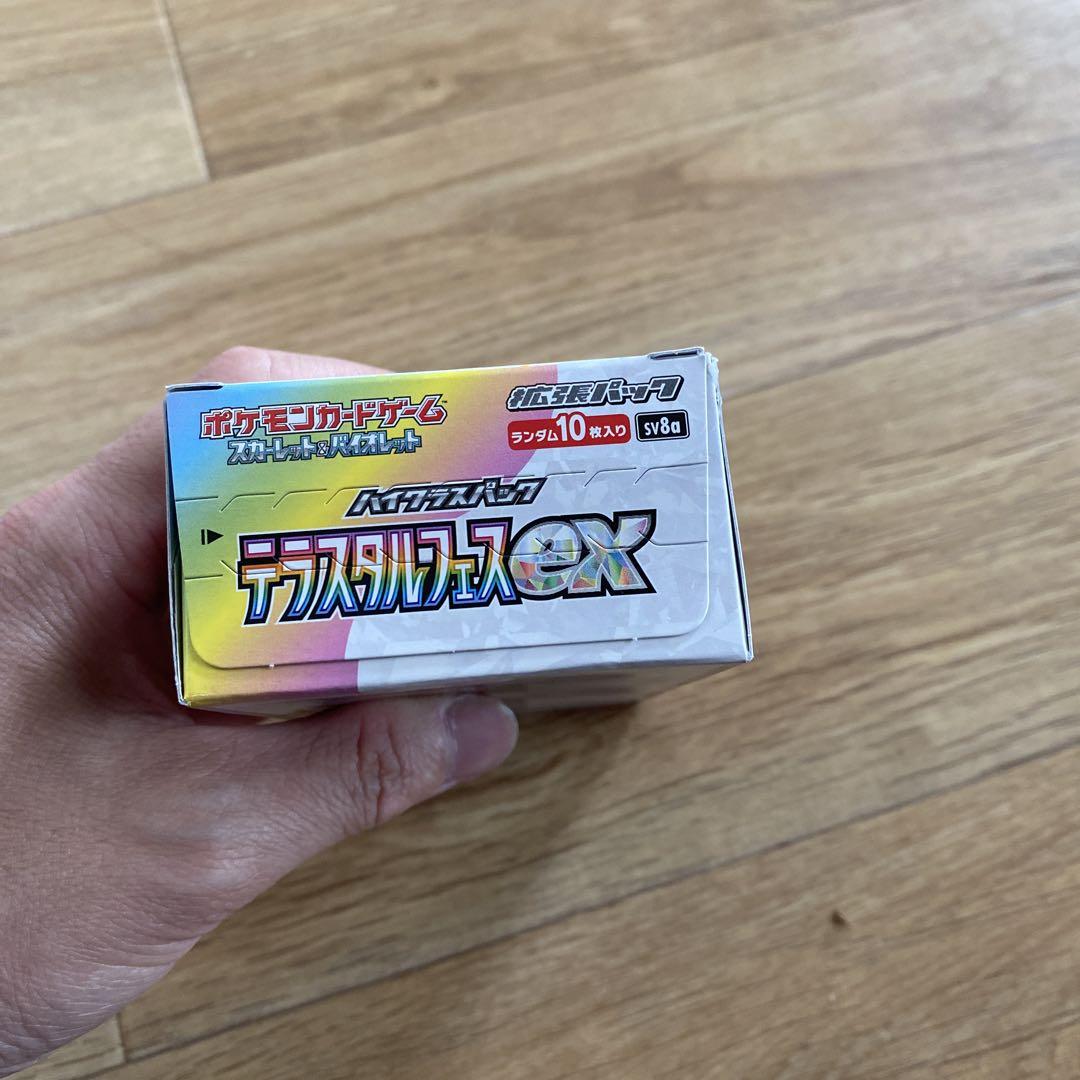 ポケモンカードゲーム™
スカーレット&バイオレット
拡張パック
ランダム10枚入り SV8a
ハイクラスパック
テラスタルフェスex